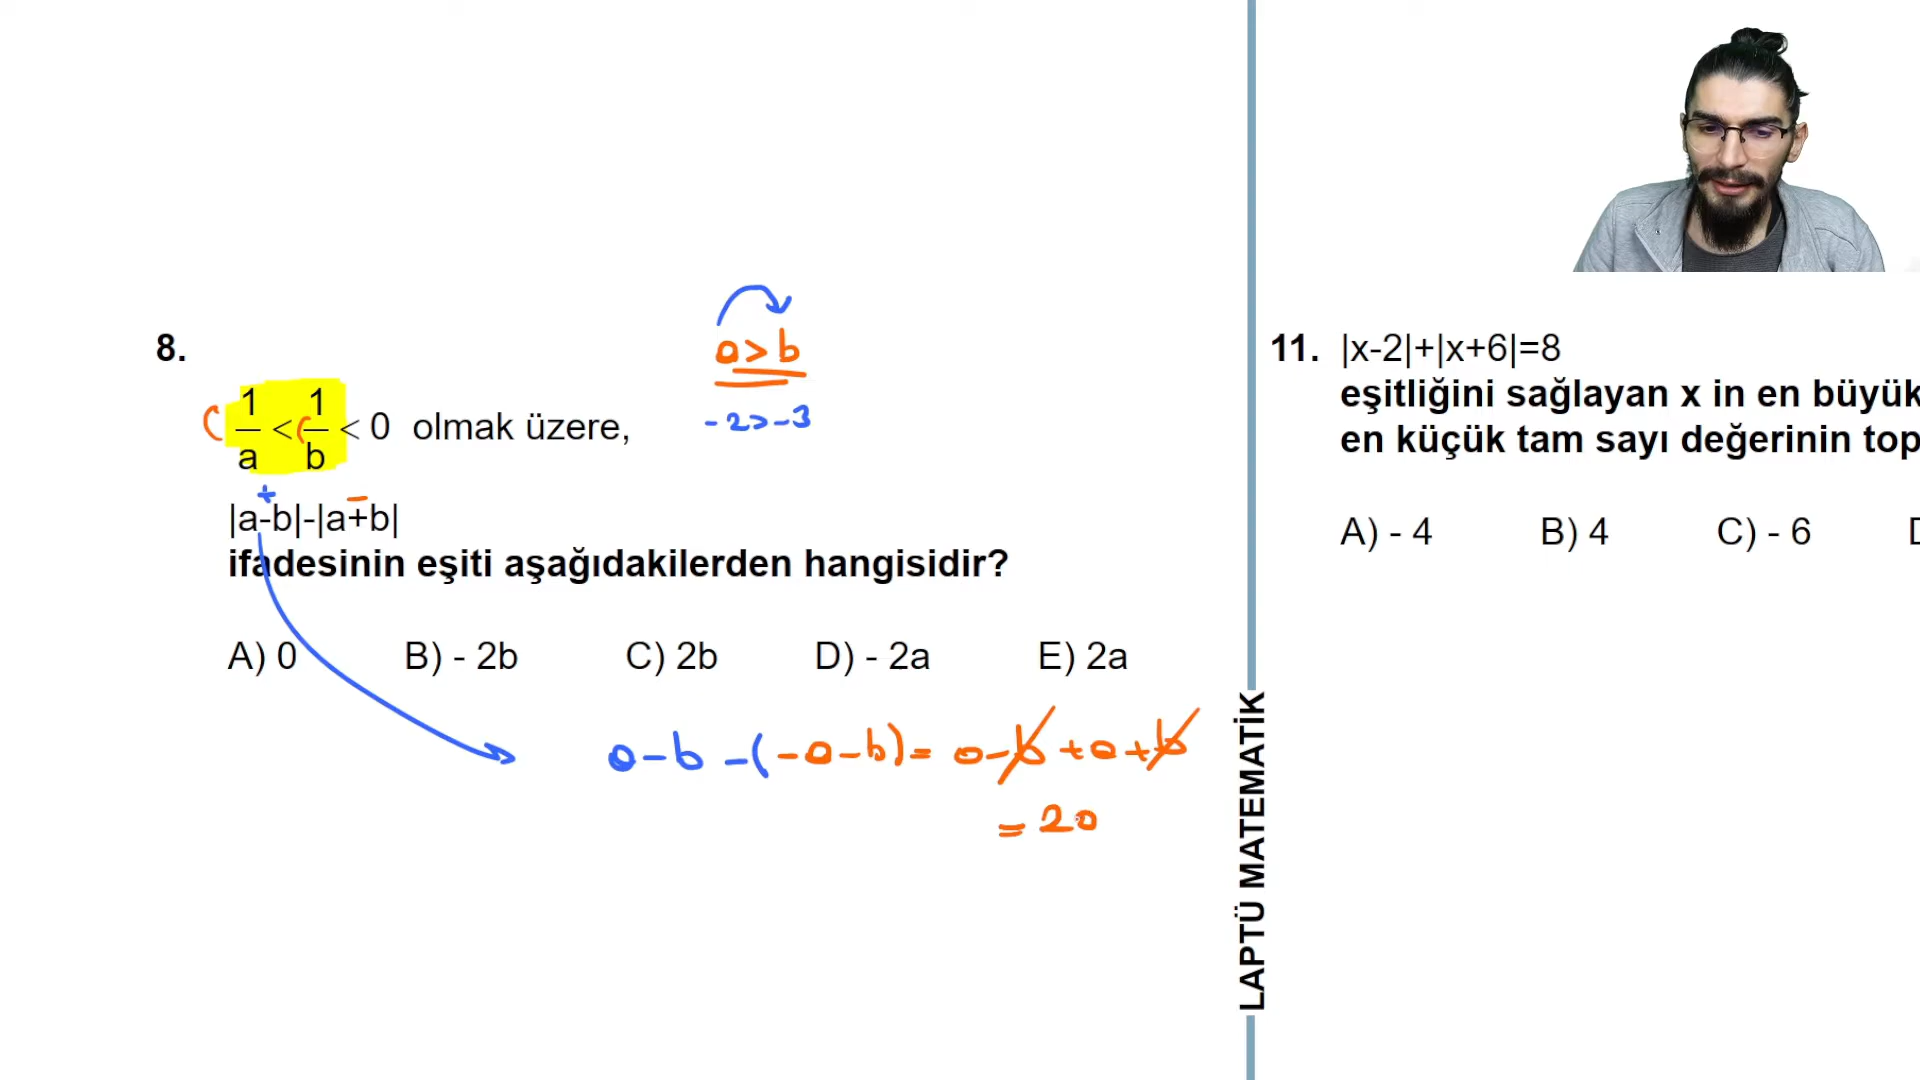 8.
1/a < 1/b < 0 olmak üzere,
a>b
-2>-3
+ -
|a-b|-|a+b|
ifadesinin eşiti aşağıdakilerden hangisidir?
A) 0 B) - 2b C) 2b D) - 2a E) 2a
a-b -(-a-b)= a-b+a+b
= 2a
LAPTÜ MATEMATİK
11. |x-2|+|x+6|=8
eşitliğini sağlayan x in en büyük
en küçük tam sayı değerinin top
A) - 4 B) 4 C) - 6